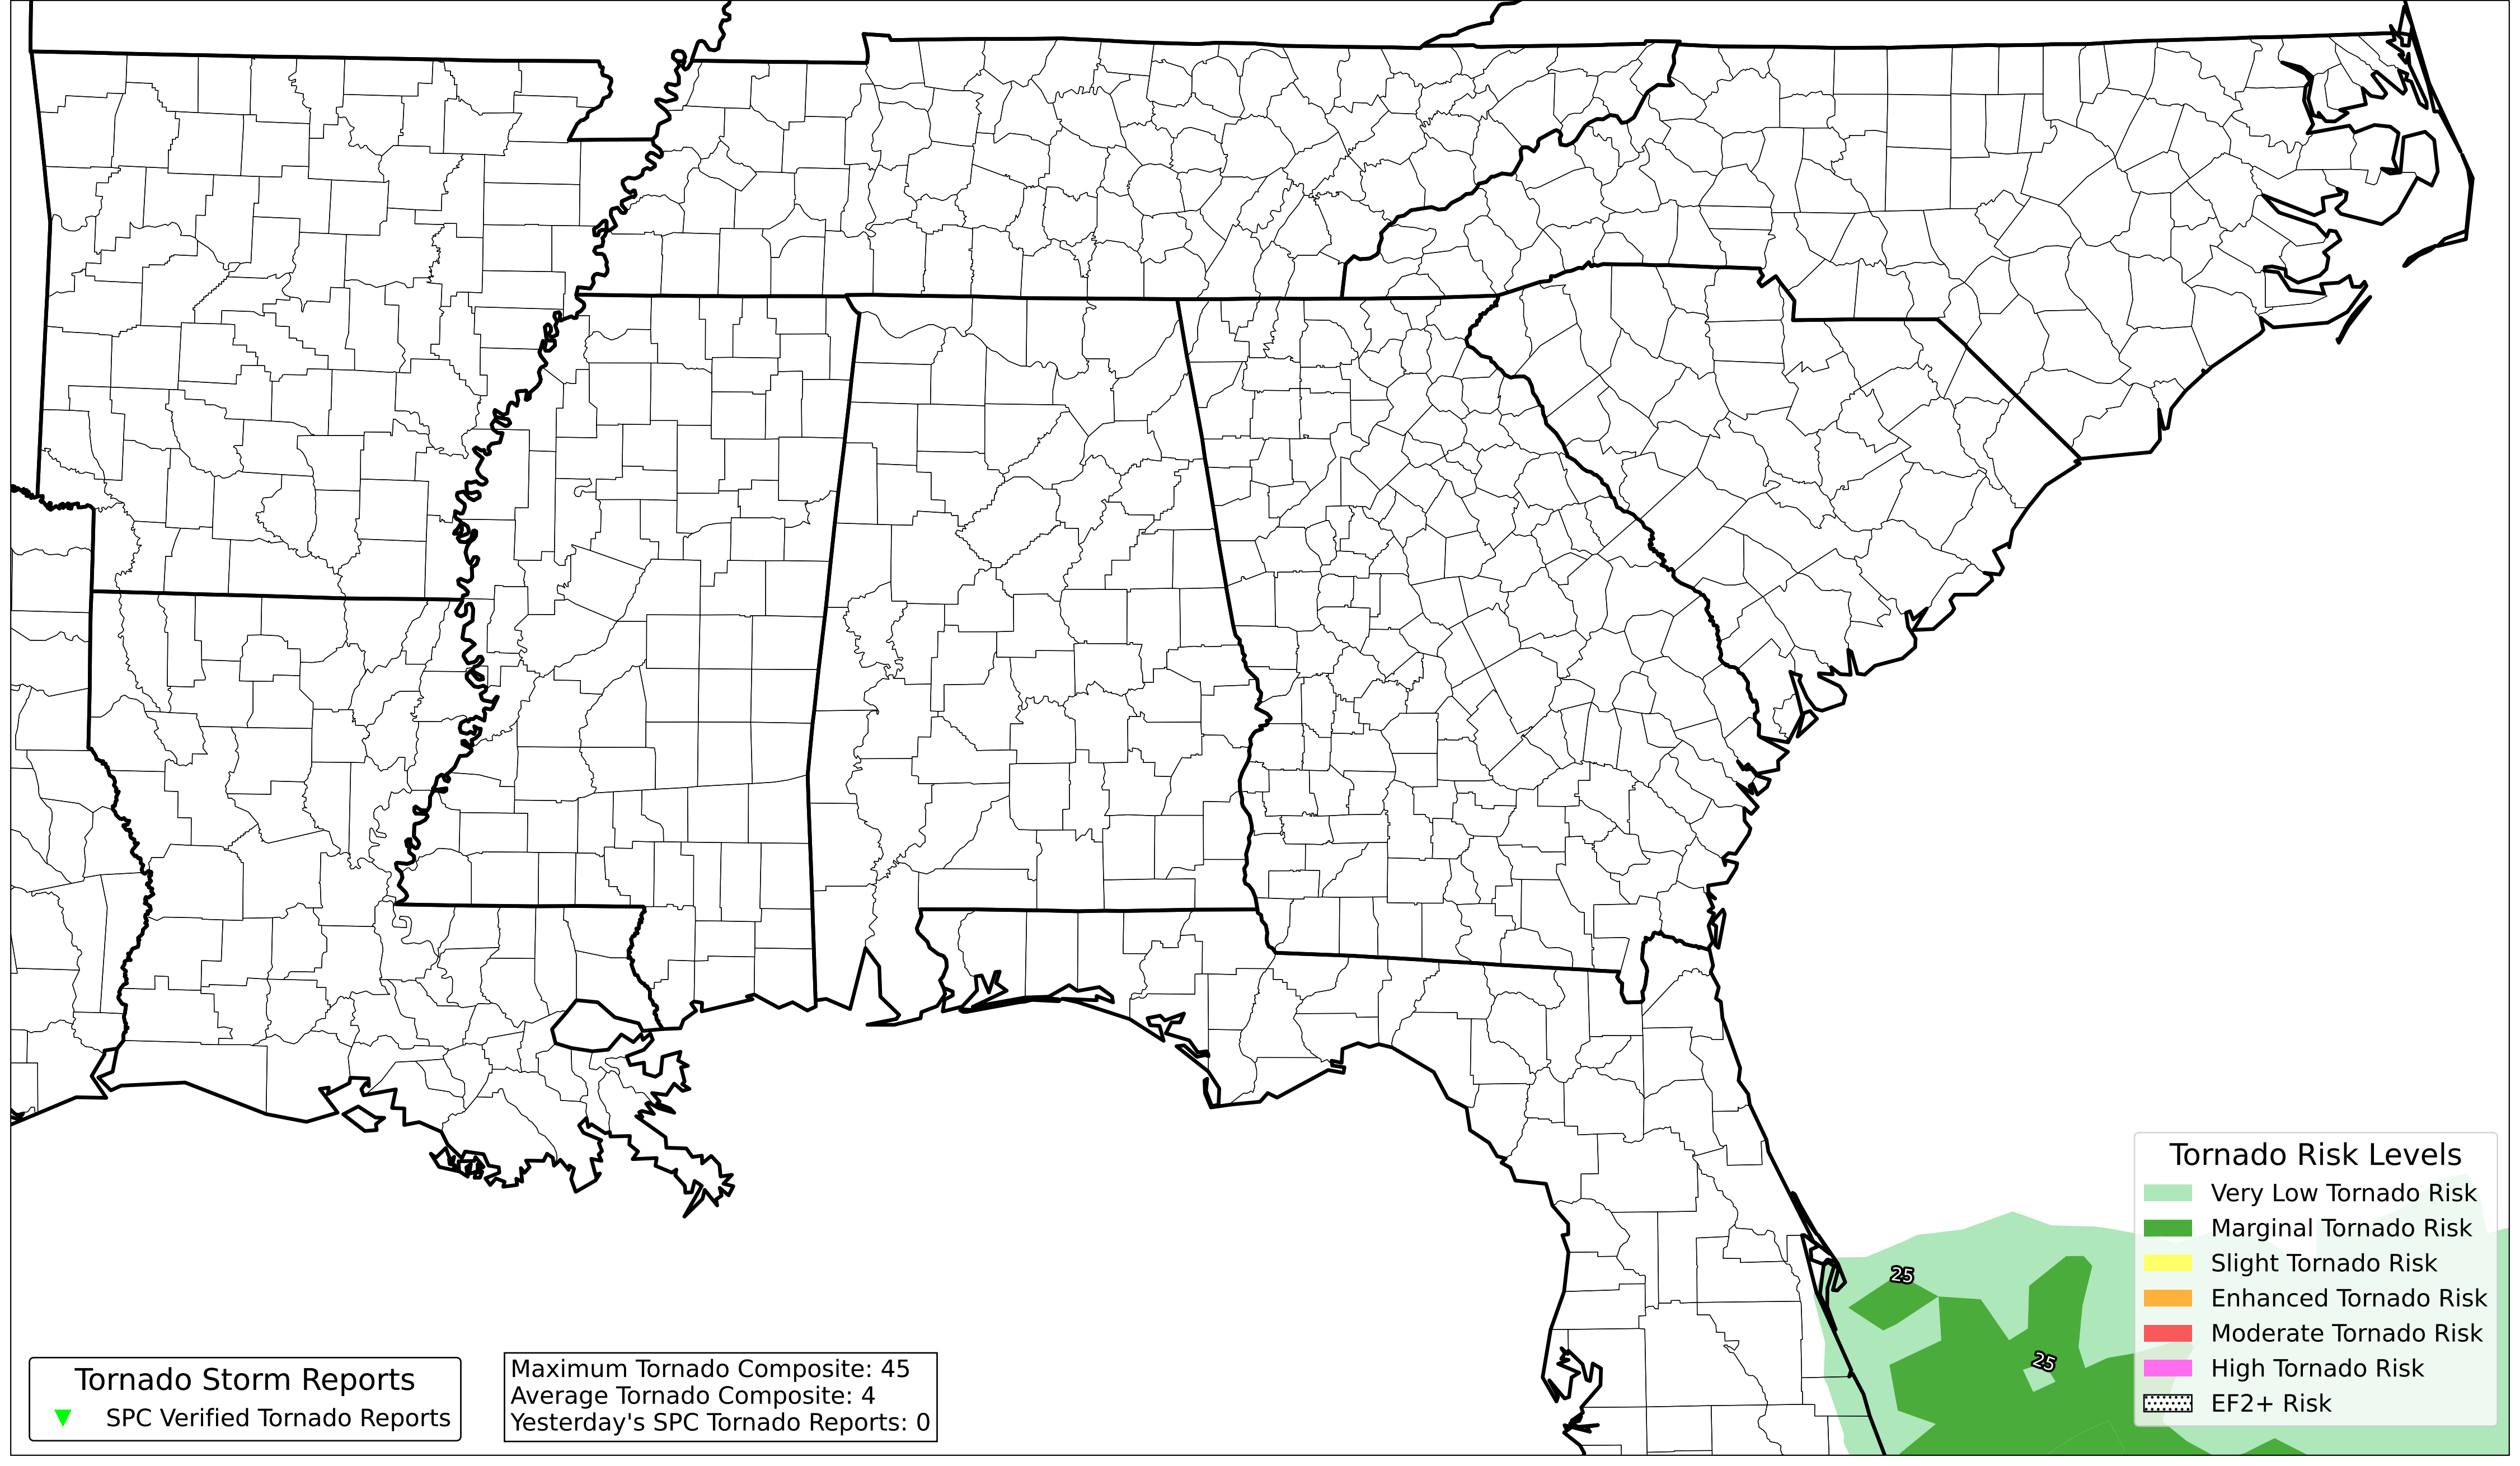 25
25
Tornado Risk Levels
Very Low Tornado Risk
Marginal Tornado Risk
Slight Tornado Risk
Enhanced Tornado Risk
Moderate Tornado Risk
High Tornado Risk
EF2+ Risk
Tornado Storm Reports
SPC Verified Tornado Reports
Maximum Tornado Composite: 45
Average Tornado Composite: 4
Yesterday's SPC Tornado Reports: 0